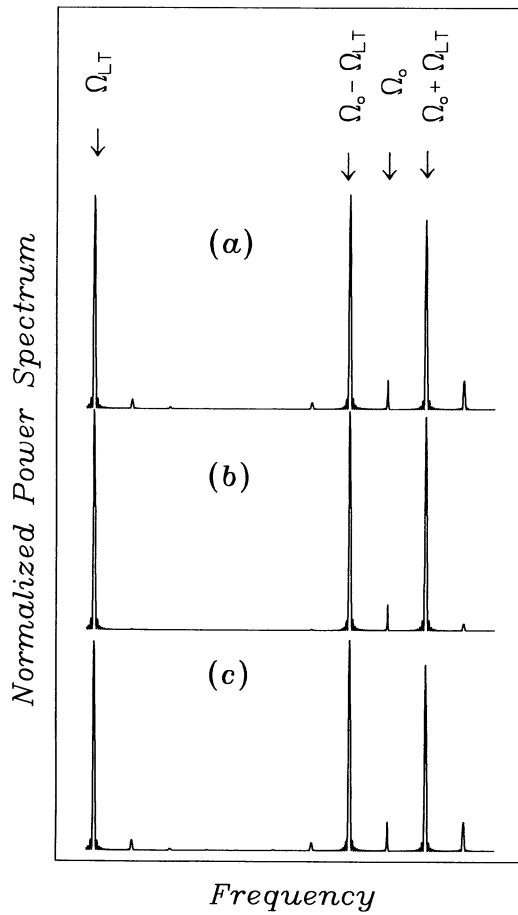 Ω_LT
Ω_o - Ω_LT
Ω_o
Ω_o + Ω_LT
(a)
(b)
(c)
Normalized Power Spectrum
Frequency